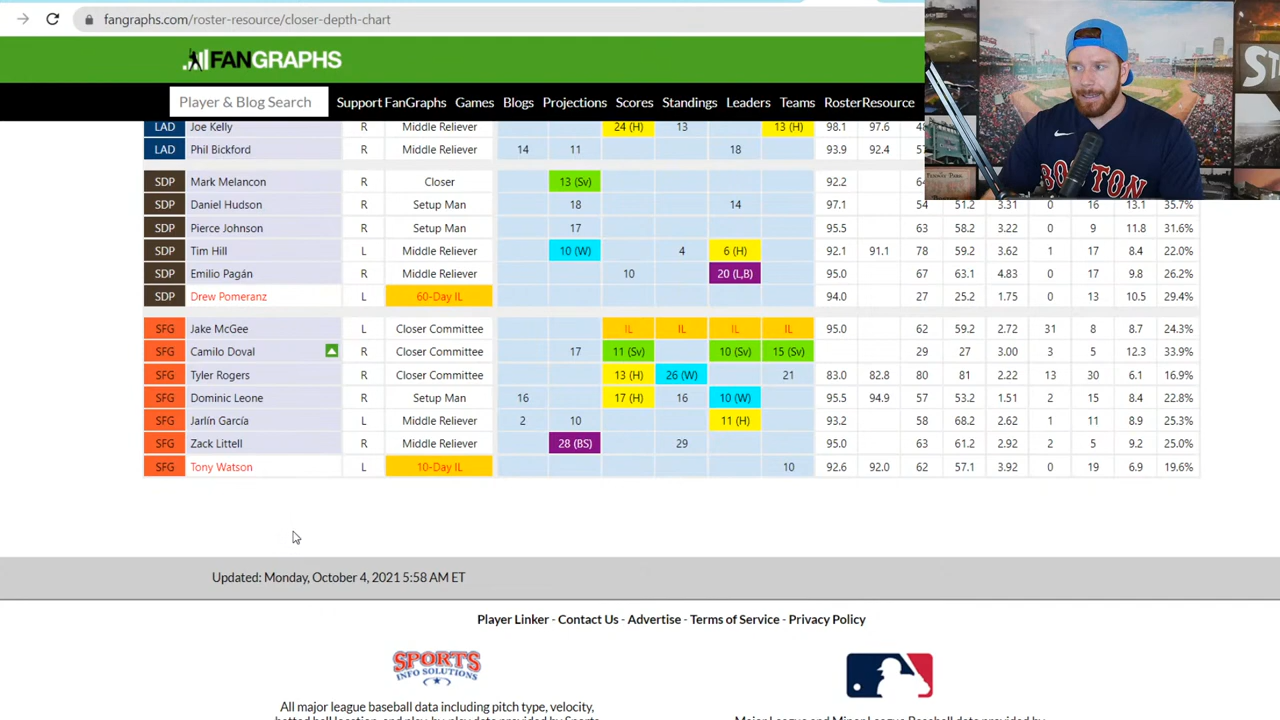 fangraphs.com/roster-resource/closer-depth-chart
FANGRAPHS
Player & Blog Search Support FanGraphs Games Blogs Projections Scores Standings Leaders Teams RosterResource
LAD Joe Kelly R Middle Reliever 24 (H) 13 13 (H) 98.1 97.6
LAD Phil Bickford R Middle Reliever 14 11 18 93.9 92.4
SDP Mark Melancon R Closer 13 (Sv) 92.2
SDP Daniel Hudson R Setup Man 18 14 97.1 54 51.2 3.31 0 16 13.1 35.7%
SDP Pierce Johnson R Setup Man 17 95.5 63 58.2 3.22 0 9 11.8 31.6%
SDP Tim Hill L Middle Reliever 10 (W) 4 6 (H) 92.1 91.1 78 59.2 3.62 1 17 8.4 22.0%
SDP Emilio Pagán R Middle Reliever 10 20 (L,B) 95.0 67 63.1 4.83 0 17 9.8 26.2%
SDP Drew Pomeranz L 60-Day IL 94.0 27 25.2 1.75 0 13 10.5 29.4%
SFG Jake McGee L Closer Committee IL IL IL IL 95.0 62 59.2 2.72 31 8 8.7 24.3%
SFG Camilo Doval R Closer Committee 17 11 (Sv) 10 (Sv) 15 (Sv) 29 27 3.00 3 5 12.3 33.9%
SFG Tyler Rogers R Closer Committee 13 (H) 26 (W) 21 83.0 82.8 80 81 2.22 13 30 6.1 16.9%
SFG Dominic Leone R Setup Man 16 17 (H) 16 10 (W) 95.5 94.9 57 53.2 1.51 2 15 8.4 22.8%
SFG Jarlín García L Middle Reliever 2 10 11 (H) 93.2 58 68.2 2.62 1 11 8.9 25.3%
SFG Zack Littell R Middle Reliever 28 (BS) 29 95.0 63 61.2 2.92 2 5 9.2 25.0%
SFG Tony Watson L 10-Day IL 10 92.6 92.0 62 57.1 3.92 0 19 6.9 19.6%
BOSTON
Updated: Monday, October 4, 2021 5:58 AM ET
Player Linker - Contact Us - Advertise - Terms of Service - Privacy Policy
SPORTS
INFO SOLUTIONS
All major league baseball data including pitch type, velocity,